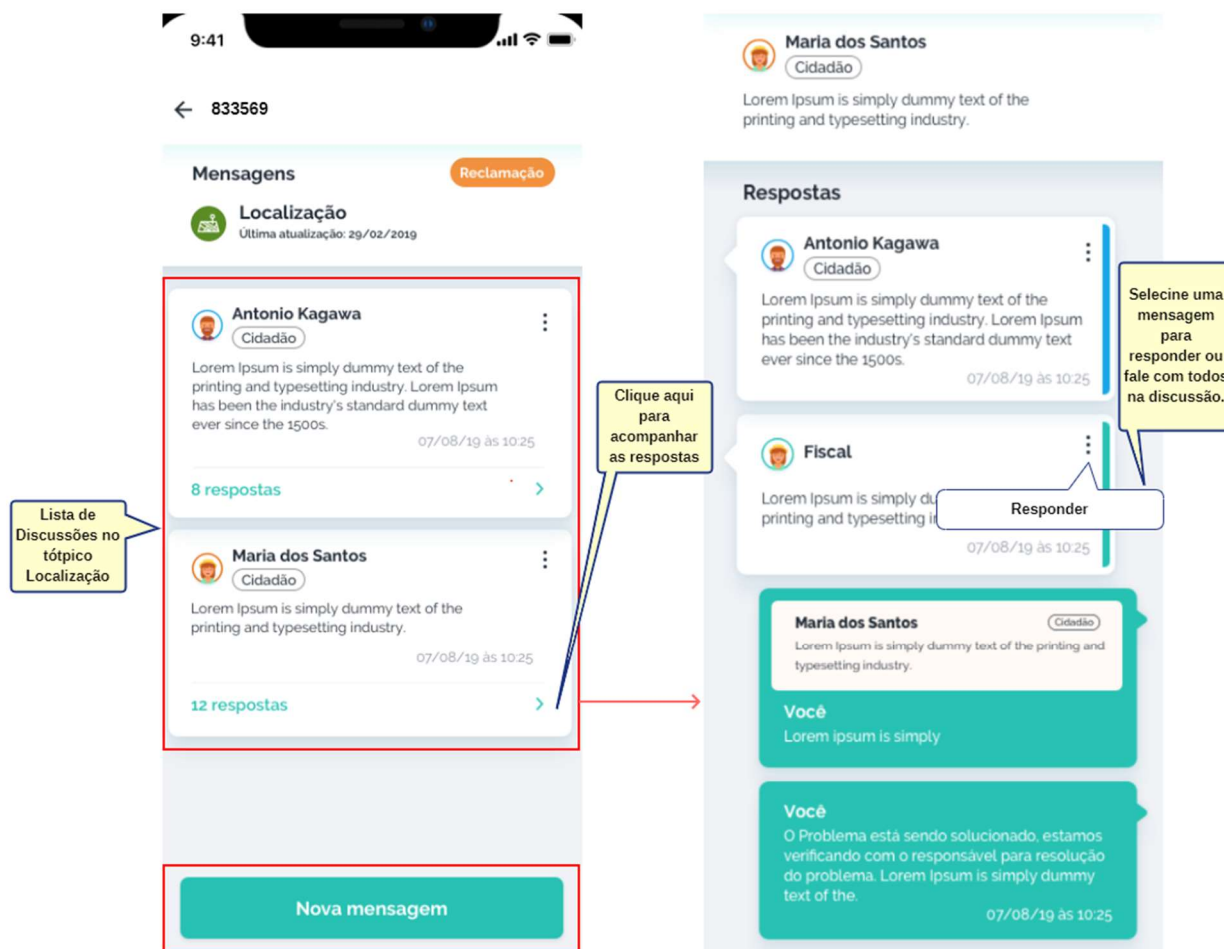 9:41
833569
Mensagens
Reclamação
Localização
Última atualização: 29/02/2019
Antonio Kagawa
Cidadão
Lorem Ipsum is simply dummy text of the
printing and typesetting industry. Lorem Ipsum
has been the industry's standard dummy text
ever since the 1500s.
07/08/19 às 10:25
8 respostas
Maria dos Santos
Cidadão
Lorem Ipsum is simply dummy text of the
printing and typesetting industry.
07/08/19 às 10:25
12 respostas
Nova mensagem
Lista de
Discussões no
tótpico
Localização
Clique aqui
para
acompanhar
as respostas
Maria dos Santos
Cidadão
Lorem Ipsum is simply dummy text of the
printing and typesetting industry.
Respostas
Antonio Kagawa
Cidadão
Lorem Ipsum is simply dummy text of the
printing and typesetting industry. Lorem Ipsum
has been the industry's standard dummy text
ever since the 1500s.
07/08/19 às 10:25
Fiscal
Lorem Ipsum is simply du
printing and typesetting i
Responder
07/08/19 às 10:25
Maria dos Santos
Cidadão
Lorem Ipsum is simply dummy text of the printing and
typesetting industry.
Você
Lorem ipsum is simply
Você
O Problema está sendo solucionado, estamos
verificando com o responsável para resolução
do problema. Lorem Ipsum is simply dummy
text of the.
07/08/19 às 10:25
Selecine uma
mensagem
para
responder ou
fale com todos
na discussão.